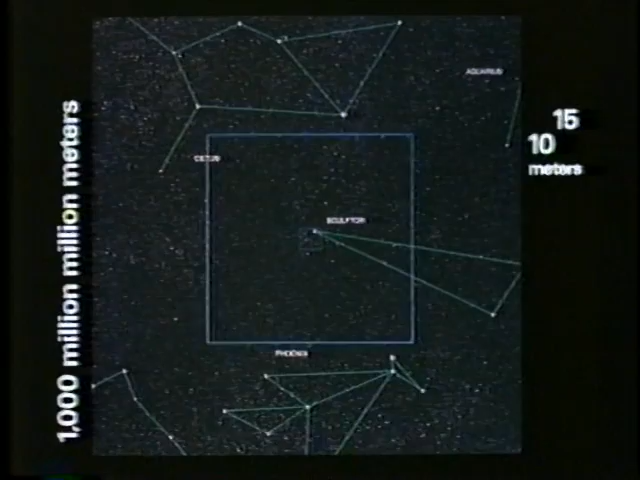 1,000 million million meters
AQUARIUS
15
10
meters
CETUS
SCULPTOR
PHOENIX